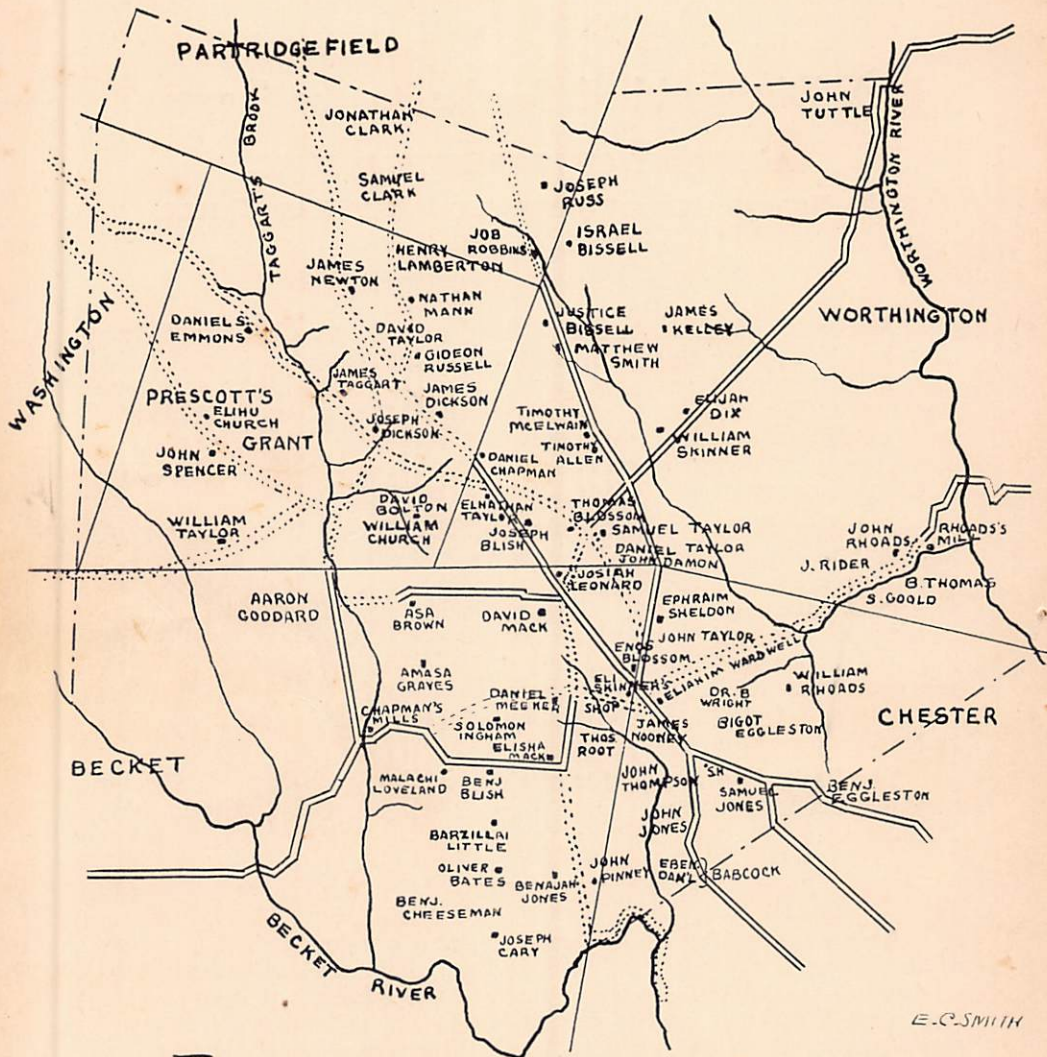 PARTRIDGEFIELD
TAGGART'S BROOK
JONATHAN
CLARK
JOHN
TUTTLE
WORTHINGTON RIVER
SAMUEL
CLARK
JOSEPH
RUSS
JOB
ROBBINS
ISRAEL
BISSELL
HENRY
LAMBERTON
JAMES
NEWTON
NATHAN
MANN
WASHINGTON
DANIEL S.
EMMONS
DAVID
TAYLOR
GIDEON
RUSSELL
JUSTICE
BISSELL
JAMES
KELLEY
WORTHINGTON
MATTHEW
SMITH
JAMES
TAGGART
JAMES
DICKSON
PRESCOTT'S
GRANT
ELIHU
CHURCH
JOSEPH
DICKSON
TIMOTHY
MCELWAIN
ELIJAH
DIX
WILLIAM
SKINNER
JOHN
SPENCER
TIMOTHY
ALLEN
DANIEL
CHAPMAN
WILLIAM
TAYLOR
DAVID
BOLTON
WILLIAM
CHURCH
ELNATHAN
TAYLOR
JOSEPH
BLISH
THOMAS
BLOSSOM
SAMUEL TAYLOR
DANIEL TAYLOR
JOHN DAMON
JOHN
RHOADS
RHOADS'S
MILL
J. RIDER
B. THOMAS
S. GOOLD
JOSIAH
LEONARD
AARON
GODDARD
ASA
BROWN
DAVID
MACK
EPHRAIM
SHELDON
JOHN TAYLOR
ENOS
BLOSSOM
ELIAKIM WARDWELL
AMASA
GRAVES
ELI
SKINNER'S
SHOP
DR. B
WRIGHT
WILLIAM
RHOADS
CHAPMAN'S
MILLS
DANIEL
MEEKER
JAMES
NOONEY
BIGOT
EGGLESTON
CHESTER
SOLOMON
INGHAM
ELISHA
MACK
THOS
ROOT
BECKET
MALACHI
LOVELAND
BENJ
BLISH
JOHN
THOMPSON
S.H
SAMUEL
JONES
BENJ.
EGGLESTON
BARZILLAI
LITTLE
JOHN
JONES
OLIVER
BATES
BENAJAH
JONES
JOHN
PINNEY
EBEN
DAN'L
BABCOCK
BENJ.
CHEESEMAN
JOSEPH
CARY
BECKET RIVER
E.C.SMITH